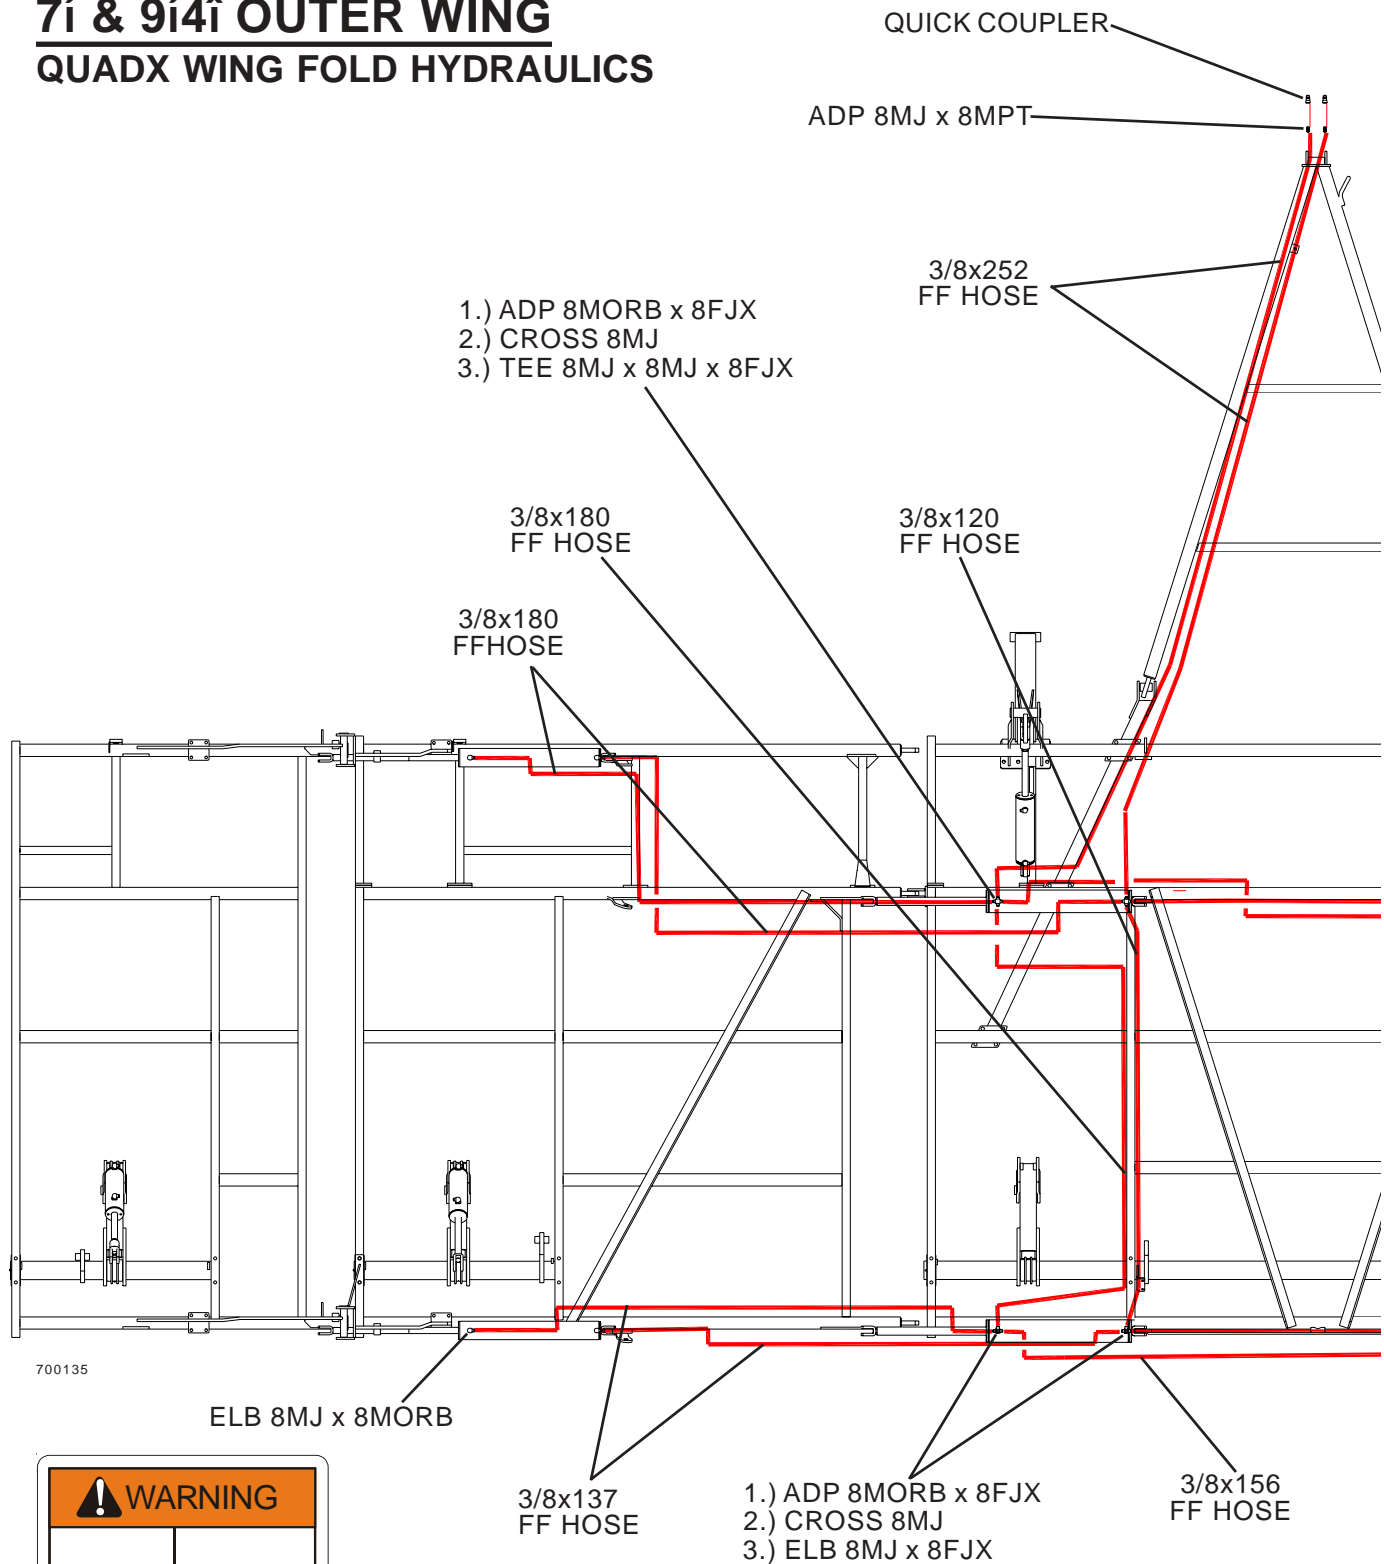 7í & 9í4î OUTER WING
QUADX WING FOLD HYDRAULICS
QUICK COUPLER
ADP 8MJ x 8MPT
3/8x252
FF HOSE
1.) ADP 8MORB x 8FJX
2.) CROSS 8MJ
3.) TEE 8MJ x 8MJ x 8FJX
3/8x180
FF HOSE
3/8x120
FF HOSE
3/8x180
FFHOSE
700135
ELB 8MJ x 8MORB
WARNING
3/8x137
FF HOSE
1.) ADP 8MORB x 8FJX
2.) CROSS 8MJ
3.) ELB 8MJ x 8FJX
3/8x156
FF HOSE